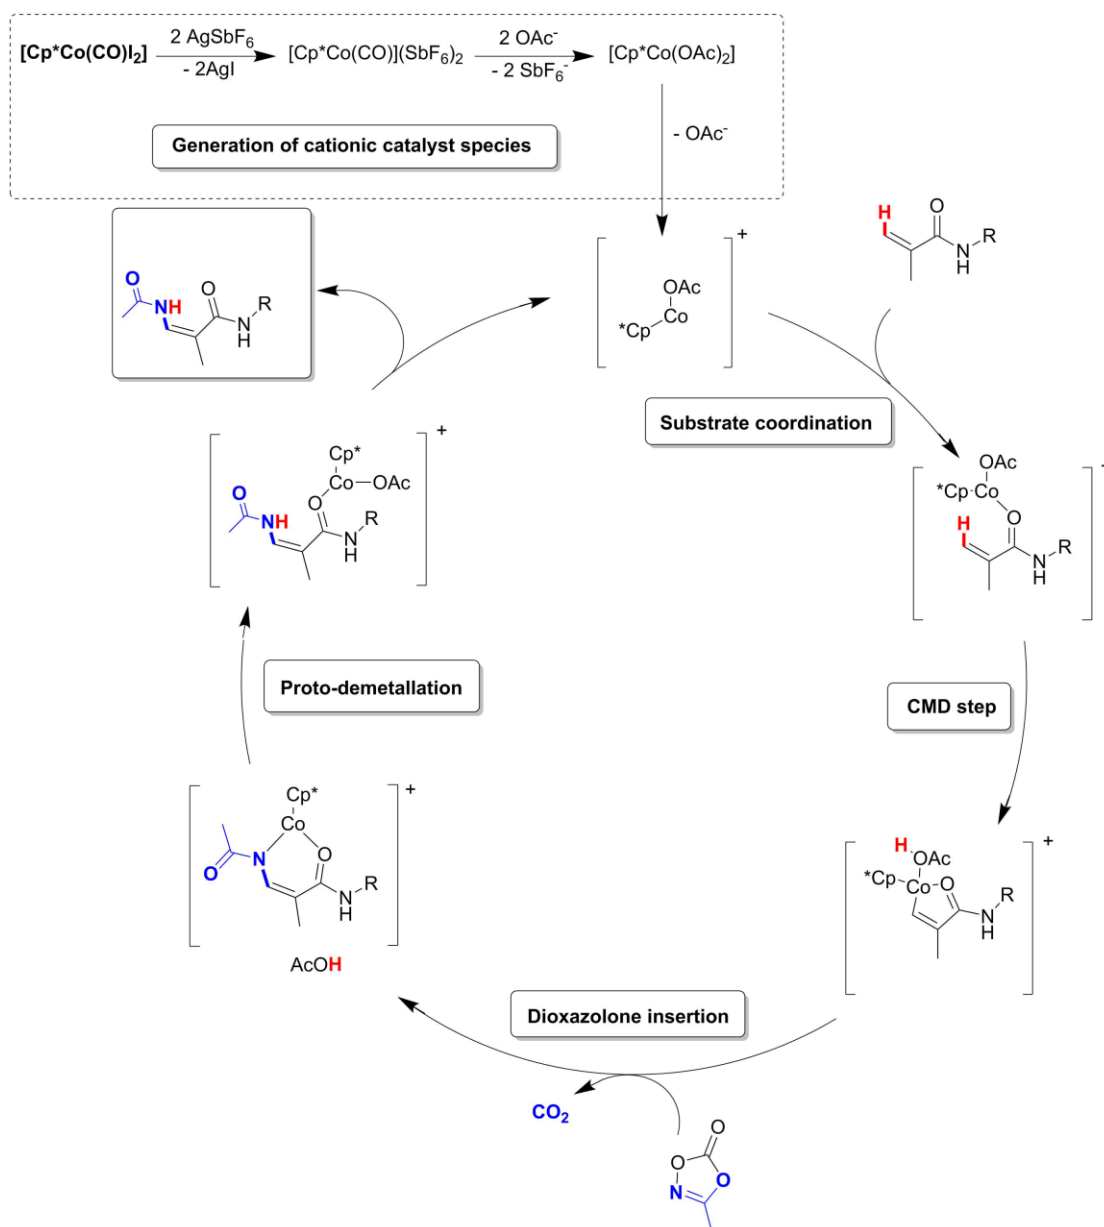 [Cp*Co(CO)I2] 2 AgSbF6 - 2AgI [Cp*Co(CO)](SbF6)2 2 OAc- - 2 SbF6- [Cp*Co(OAc)2]
Generation of cationic catalyst species
- OAc-
H O N H R
O NH O N H R
OAc *Cp Co +
Substrate coordination
Cp* Co OAc O O NH N H R +
OAc *Cp Co O H N H R +
Proto-demetallation
CMD step
Cp* Co N O O N H R +
AcOH
H OAc *Cp Co O N H R +
Dioxazolone insertion
CO2
O O O N